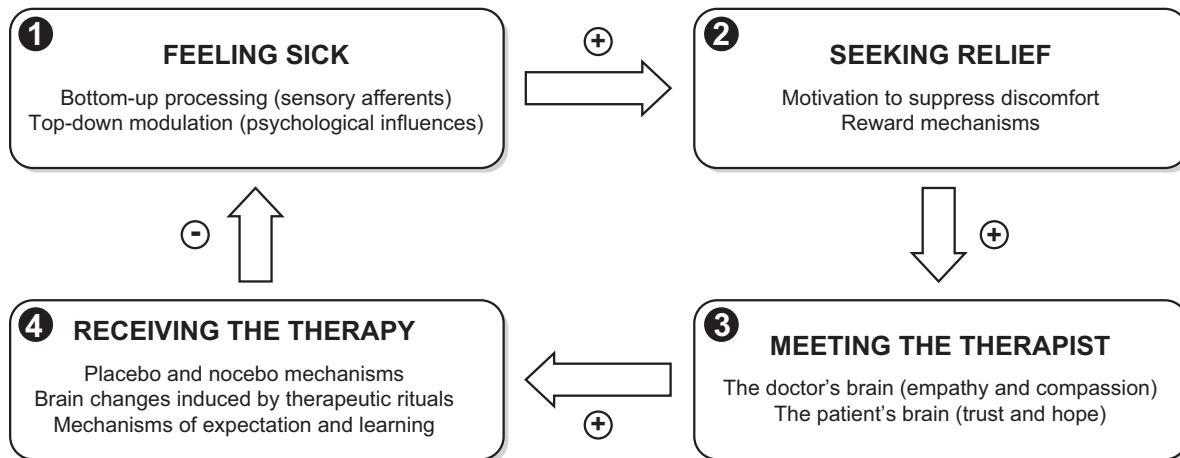 1
FEELING SICK
Bottom-up processing (sensory afferents)
Top-down modulation (psychological influences)
+
2
SEEKING RELIEF
Motivation to suppress discomfort
Reward mechanisms
+
3
MEETING THE THERAPIST
The doctor's brain (empathy and compassion)
The patient's brain (trust and hope)
+
4
RECEIVING THE THERAPY
Placebo and nocebo mechanisms
Brain changes induced by therapeutic rituals
Mechanisms of expectation and learning
-